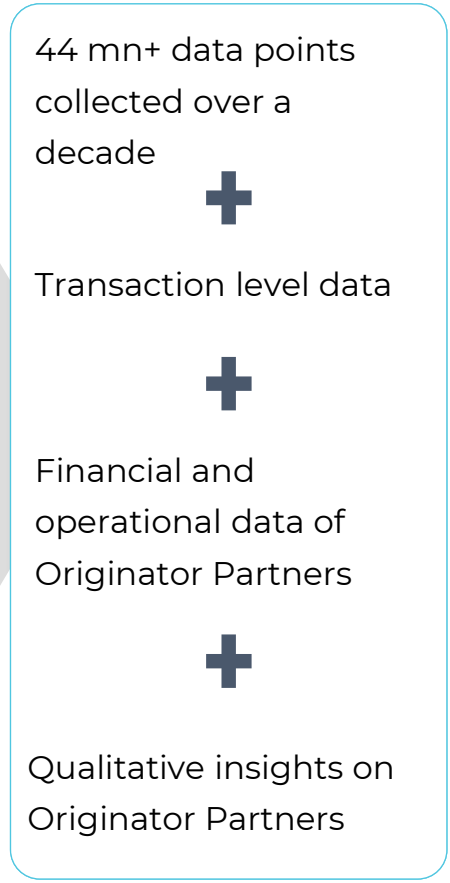 44 mn+ data points
collected over a
decade
Transaction level data
Financial and
operational data of
Originator Partners
Qualitative insights on
Originator Partners